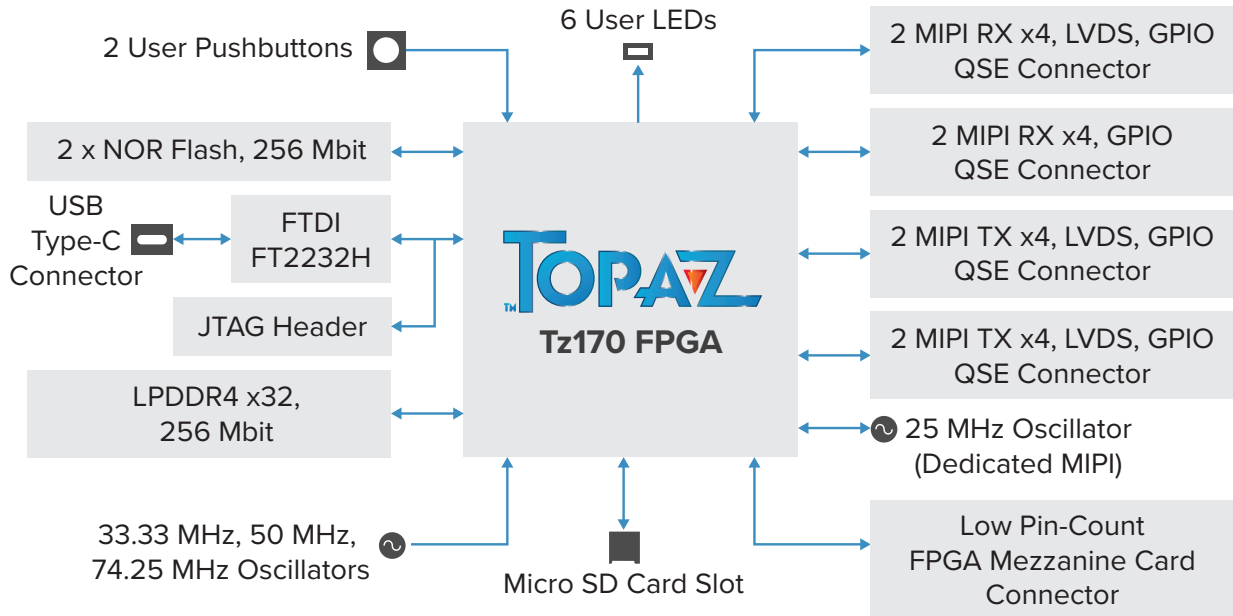 2 User Pushbuttons
6 User LEDs
2 MIPI RX x4, LVDS, GPIO
QSE Connector
2 x NOR Flash, 256 Mbit
2 MIPI RX x4, GPIO
QSE Connector
USB
Type-C
Connector
FTDI
FT2232H
TM TOPAZ
Tz170 FPGA
2 MIPI TX x4, LVDS, GPIO
QSE Connector
JTAG Header
2 MIPI TX x4, LVDS, GPIO
QSE Connector
LPDDR4 x32,
256 Mbit
25 MHz Oscillator
(Dedicated MIPI)
33.33 MHz, 50 MHz,
74.25 MHz Oscillators
Micro SD Card Slot
Low Pin-Count
FPGA Mezzanine Card
Connector